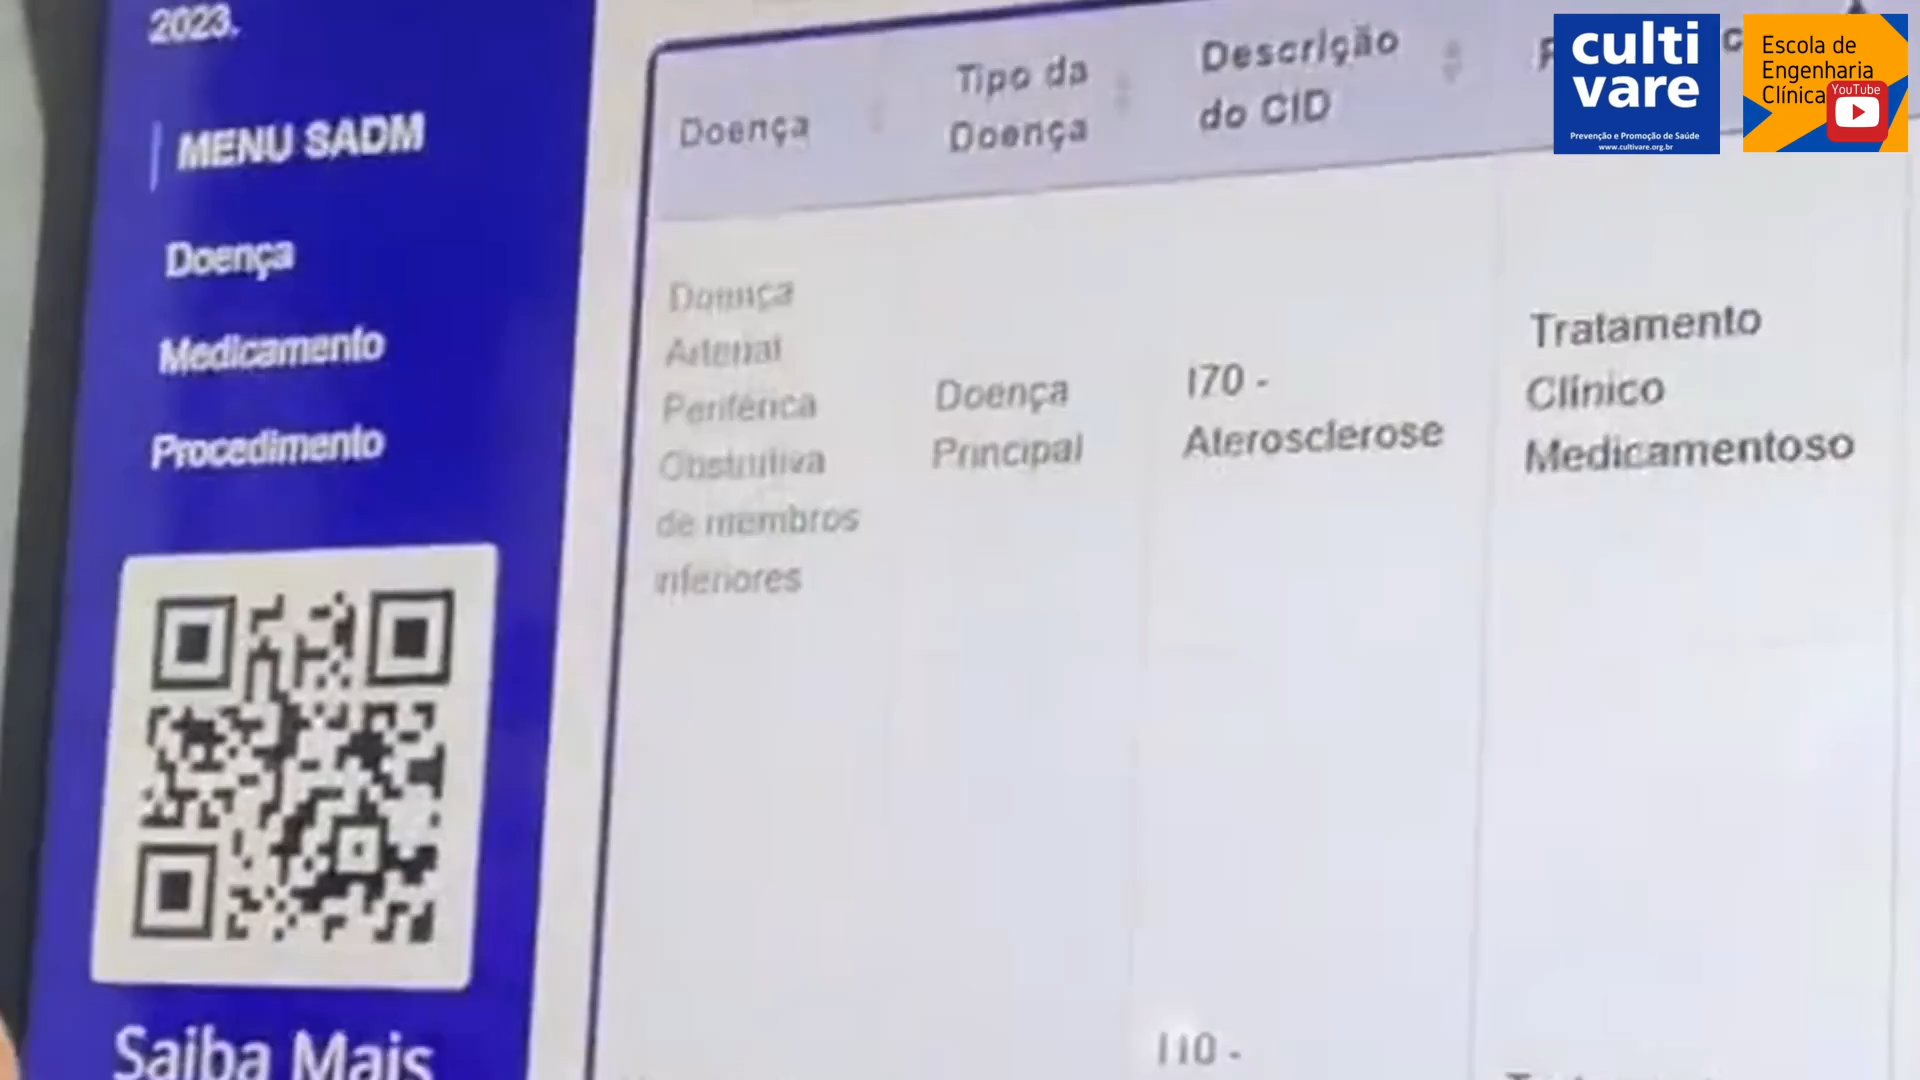 2023.
MENU SADM
Doença
Medicamento
Procedimento
Saiba Mais
Doença
Tipo da
Doença
Descrição
do CID
Doença
Arterial
Periférica
Obstrutiva
de membros
inferiores
Doença
Principal
I70 -
Aterosclerose
Tratamento
Clínico
Medicamentoso
I10 -
culti
vare
Prevenção e Promoção de Saúde
www.cultivare.org.br
Escola de
Engenharia
Clínica
YouTube